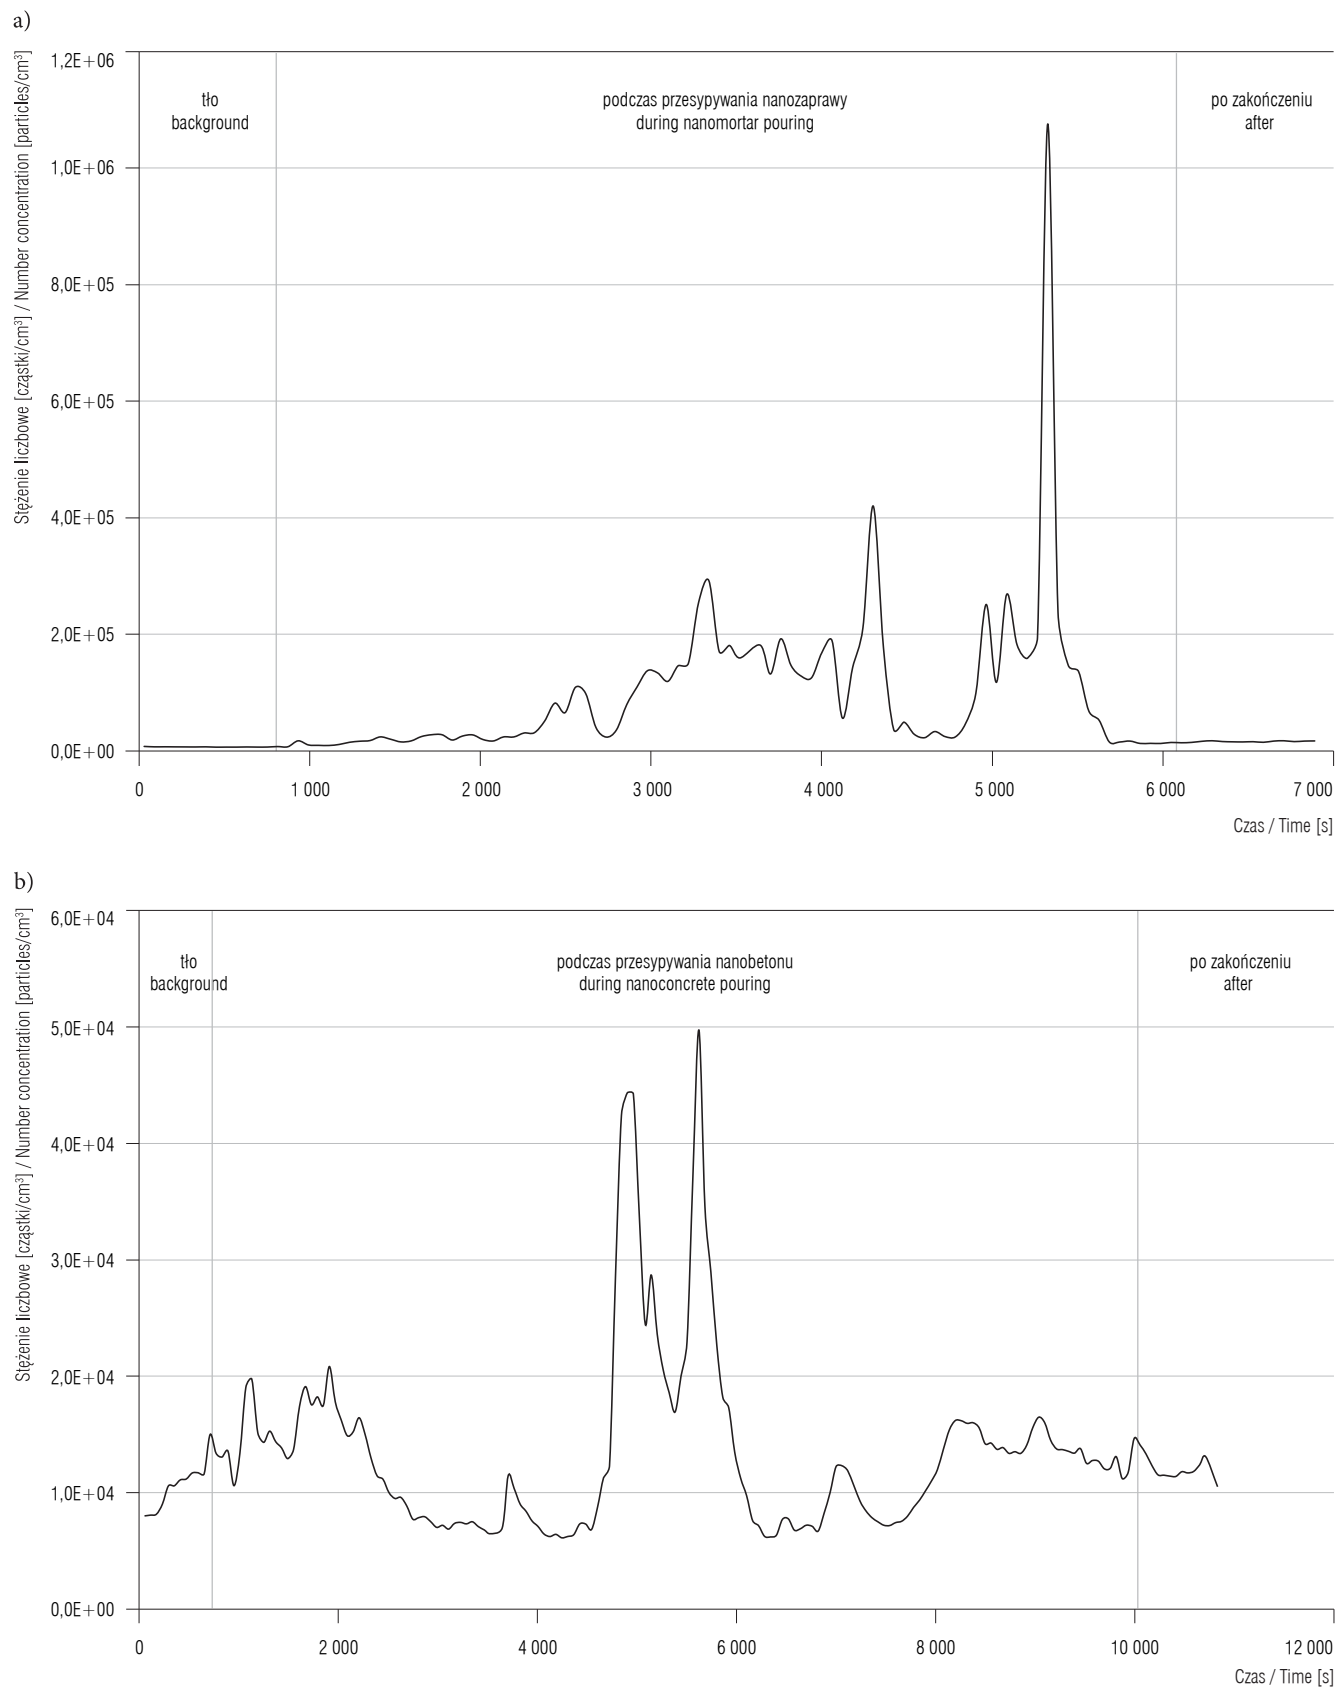 a)
Stężenie liczbowe [cząstki/cm³] / Number concentration [particles/cm³]
1,2E+06
1,0E+06
8,0E+05
6,0E+05
4,0E+05
2,0E+05
0,0E+00
tło
background
podczas przesypywania nanozaprawy
during nanomortar pouring
po zakończeniu
after
0 1 000 2 000 3 000 4 000 5 000 6 000 7 000
Czas / Time [s]
b)
Stężenie liczbowe [cząstki/cm³] / Number concentration [particles/cm³]
6,0E+04
5,0E+04
4,0E+04
3,0E+04
2,0E+04
1,0E+04
0,0E+00
tło
background
podczas przesypywania nanobetonu
during nanoconcrete pouring
po zakończeniu
after
0 2 000 4 000 6 000 8 000 10 000 12 000
Czas / Time [s]